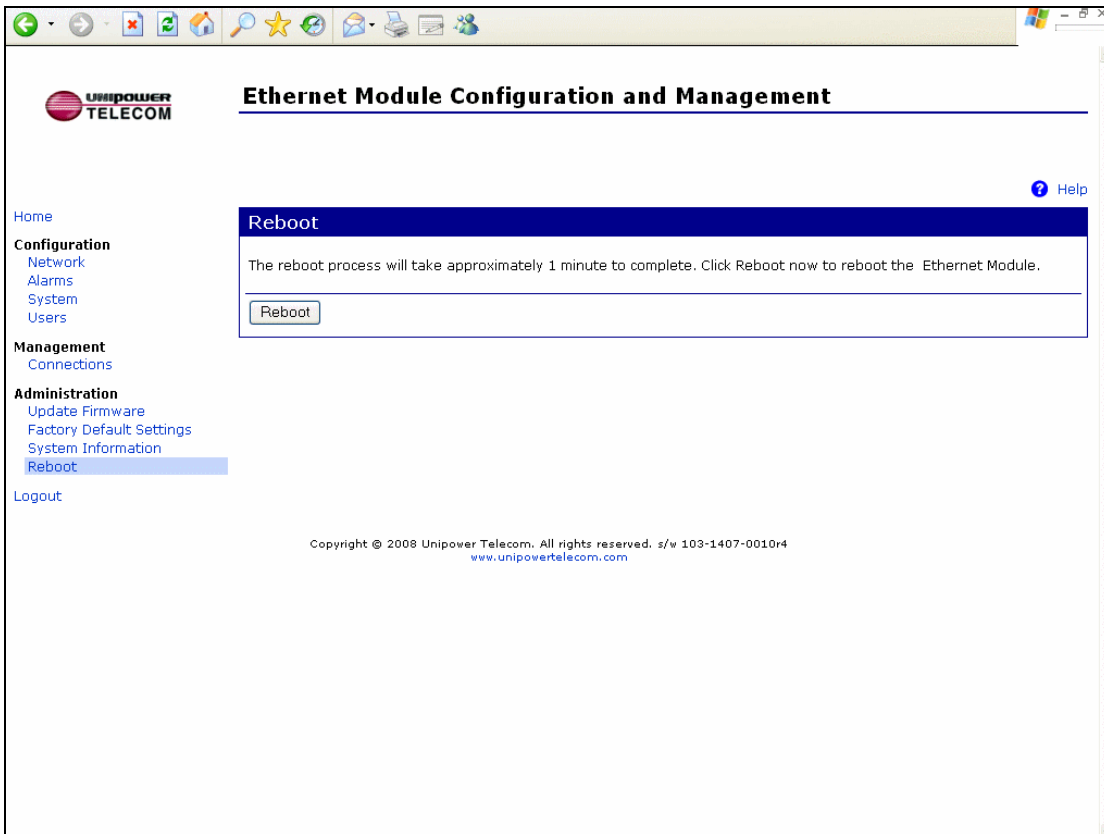 UNIPOWER
TELECOM
Ethernet Module Configuration and Management
? Help
Home
Configuration
Network
Alarms
System
Users
Management
Connections
Administration
Update Firmware
Factory Default Settings
System Information
Reboot
Logout
Reboot
The reboot process will take approximately 1 minute to complete. Click Reboot now to reboot the Ethernet Module.
Reboot
Copyright © 2008 Unipower Telecom. All rights reserved. s/w 103-1407-0010r4
www.unipowertelecom.com